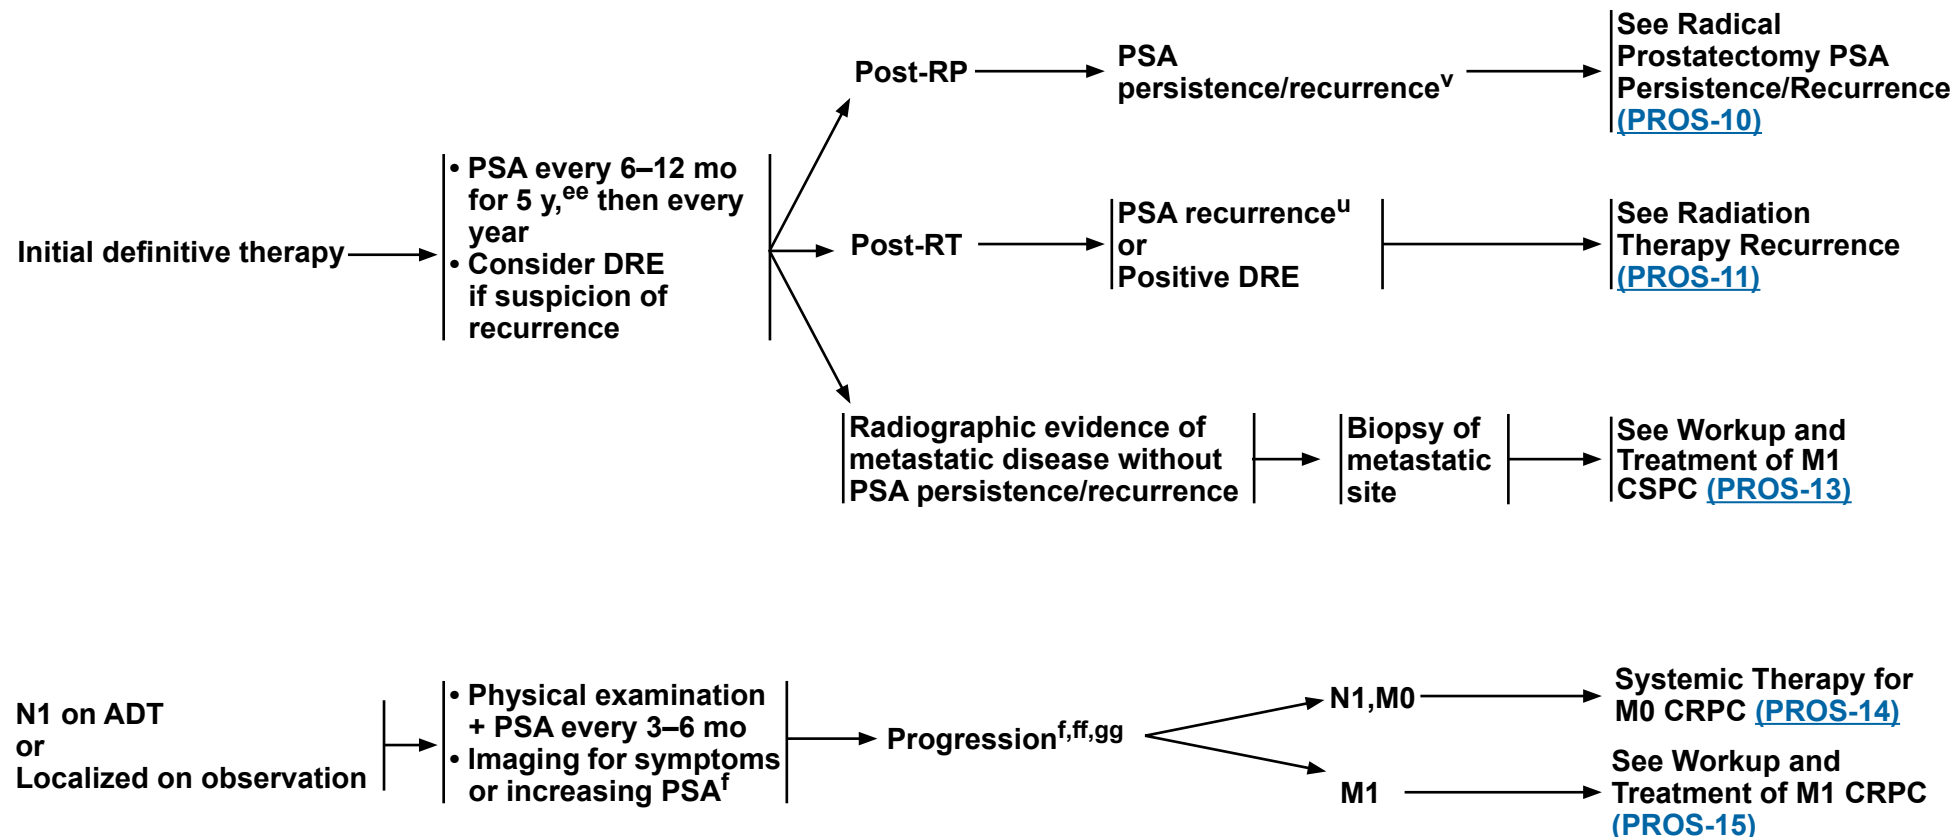 Initial definitive therapy
• PSA every 6–12 mo
for 5 y,ee then every
year
• Consider DRE
if suspicion of
recurrence
Post-RP
PSA
persistence/recurrencev
See Radical
Prostatectomy PSA
Persistence/Recurrence
(PROS-10)
Post-RT
PSA recurrenceu
or
Positive DRE
See Radiation
Therapy Recurrence
(PROS-11)
Radiographic evidence of
metastatic disease without
PSA persistence/recurrence
Biopsy of
metastatic
site
See Workup and
Treatment of M1
CSPC (PROS-13)
N1 on ADT
or
Localized on observation
• Physical examination
+ PSA every 3–6 mo
• Imaging for symptoms
or increasing PSAf
Progressionf,ff,gg
N1,M0
Systemic Therapy for
M0 CRPC (PROS-14)
M1
See Workup and
Treatment of M1 CRPC
(PROS-15)